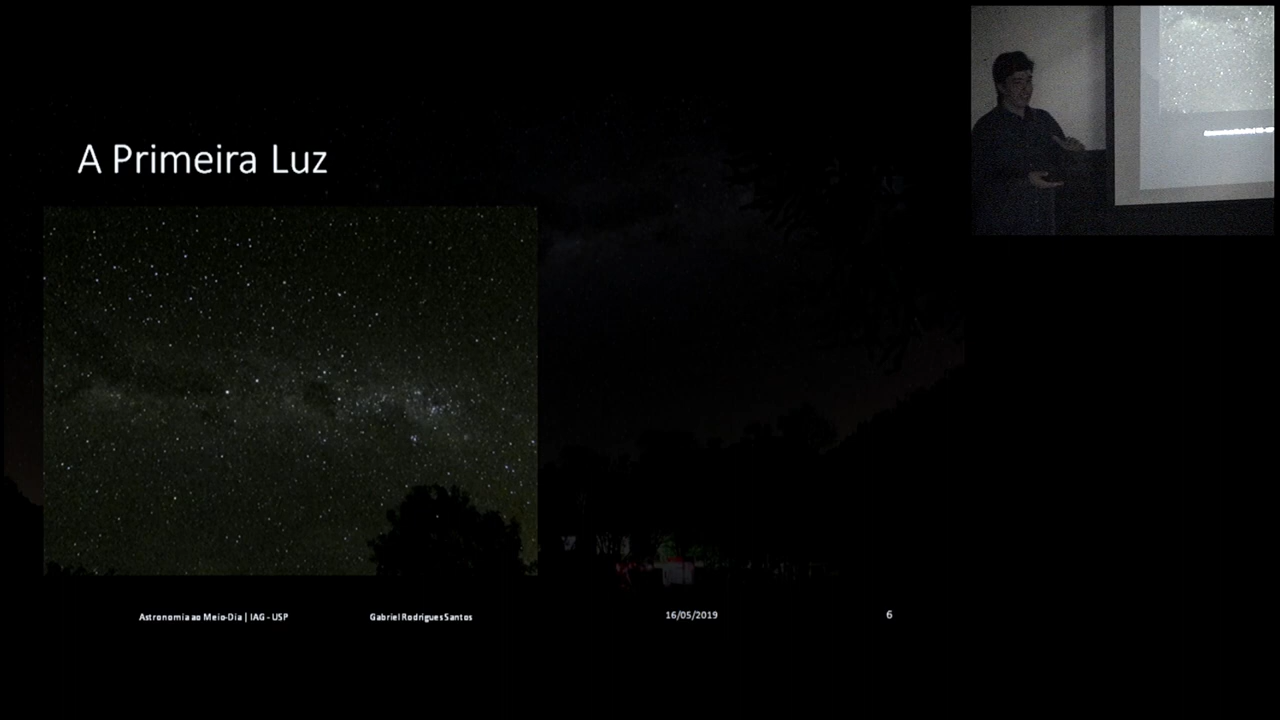 A Primeira Luz
Astronomia ao Meio-Dia | IAG - USP
Gabriel Rodrigues Santos
16/05/2019
6